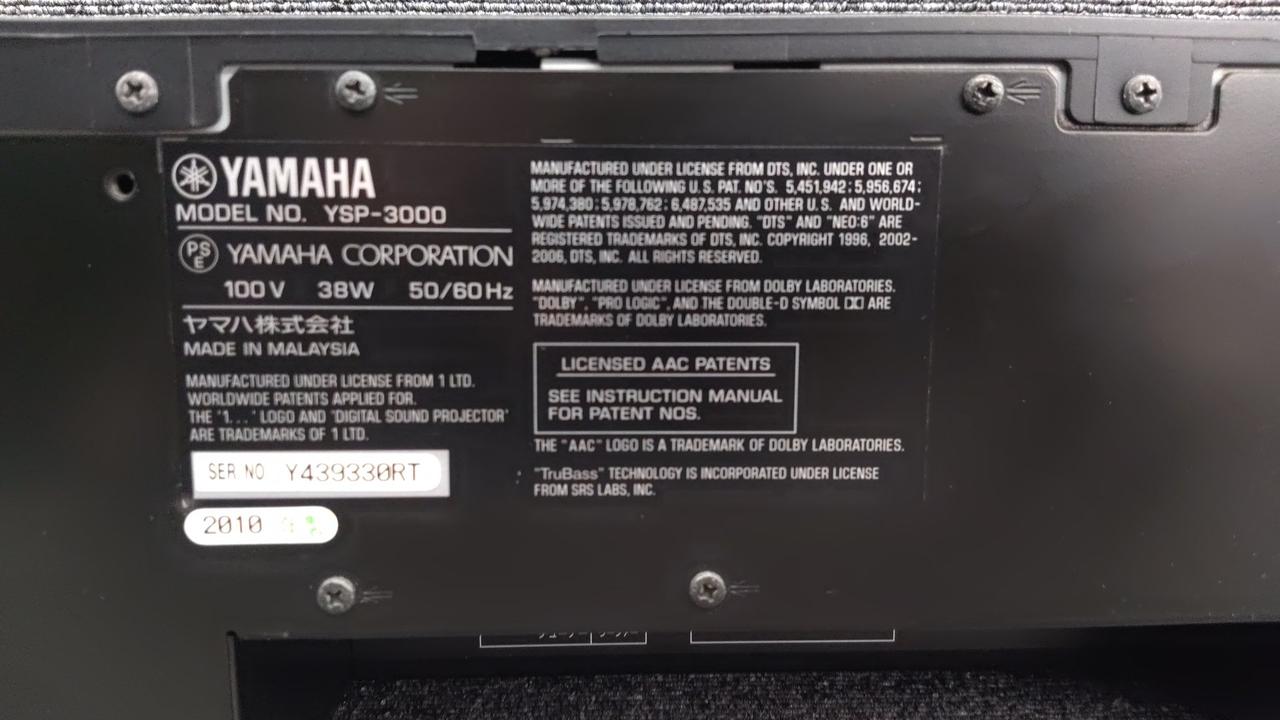 YAMAHA
MODEL NO. YSP-3000
PSE YAMAHA CORPORATION
100V 38W 50/60Hz
ヤマハ株式会社
MADE IN MALAYSIA
MANUFACTURED UNDER LICENSE FROM 1 LTD.
WORLDWIDE PATENTS APPLIED FOR.
THE "1..." LOGO AND "DIGITAL SOUND PROJECTOR"
ARE TRADEMARKS OF 1 LTD.
SER NO Y439330RT
2010
MANUFACTURED UNDER LICENSE FROM DTS, INC. UNDER ONE OR
MORE OF THE FOLLOWING U.S. PAT. NO'S. 5,451,942; 5,956,674;
5,974,380; 5,978,762; 6,487,535 AND OTHER U.S. AND WORLD-
WIDE PATENTS ISSUED AND PENDING. "DTS" AND "NEO:6" ARE
REGISTERED TRADEMARKS OF DTS, INC. COPYRIGHT 1996, 2002-
2006, DTS, INC. ALL RIGHTS RESERVED.
MANUFACTURED UNDER LICENSE FROM DOLBY LABORATORIES.
"DOLBY", "PRO LOGIC", AND THE DOUBLE-D SYMBOL ARE
TRADEMARKS OF DOLBY LABORATORIES.
LICENSED AAC PATENTS
SEE INSTRUCTION MANUAL
FOR PATENT NOS.
THE "AAC" LOGO IS A TRADEMARK OF DOLBY LABORATORIES.
"TruBass" TECHNOLOGY IS INCORPORATED UNDER LICENSE
FROM SRS LABS, INC.